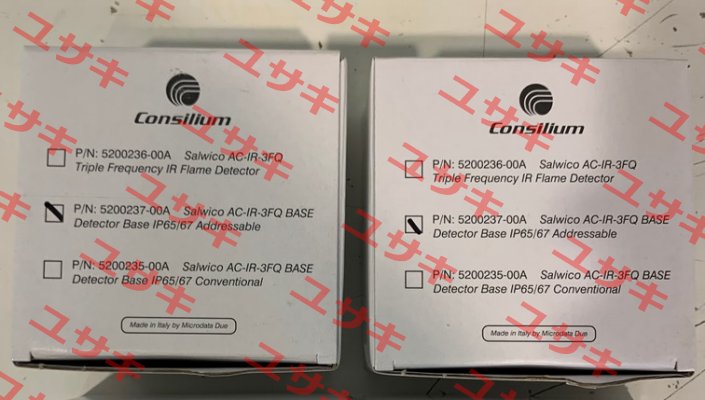 Consilium
P/N: 5200236-00A Salwico AC-IR-3FQ
Triple Frequency IR Flame Detector
P/N: 5200237-00A Salwico AC-IR-3FQ BASE
Detector Base IP65/67 Addressable
P/N: 5200235-00A Salwico AC-IR-3FQ BASE
Detector Base IP65/67 Conventional
Made in Italy by Microdata Due
Consilium
P/N: 5200236-00A Salwico AC-IR-3FQ
Triple Frequency IR Flame Detector
P/N: 5200237-00A Salwico AC-IR-3FQ BASE
Detector Base IP65/67 Addressable
P/N: 5200235-00A Salwico AC-IR-3FQ BASE
Detector Base IP65/67 Conventional
Made in Italy by Microdata Due
ユサキ